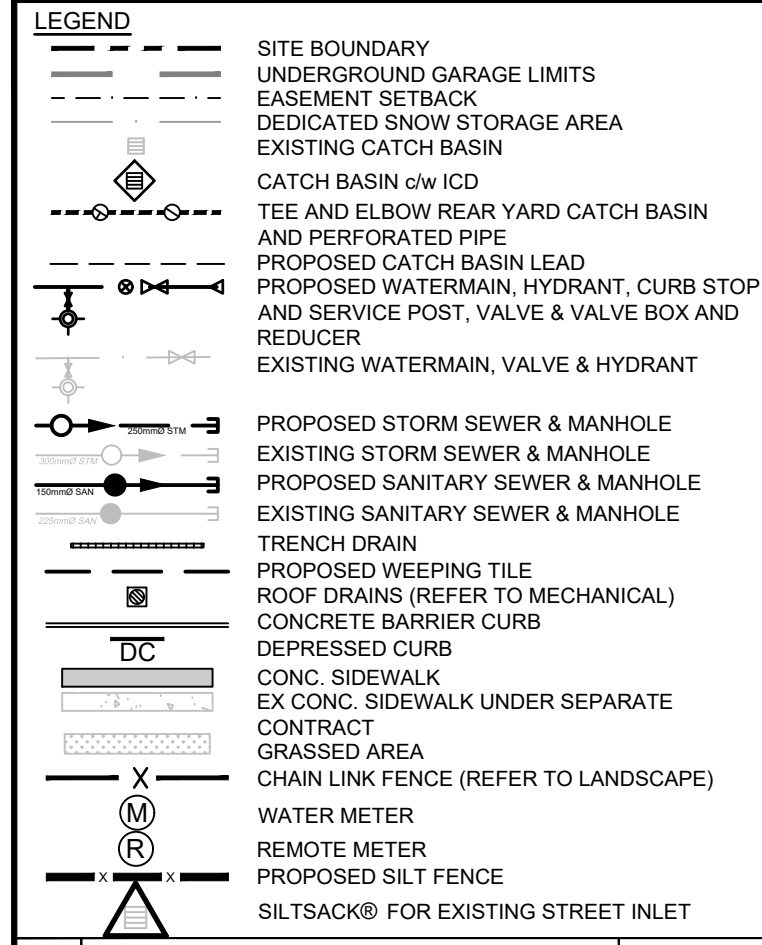 LEGEND
SITE BOUNDARY
UNDERGROUND GARAGE LIMITS
EASEMENT SETBACK
DEDICATED SNOW STORAGE AREA
EXISTING CATCH BASIN
CATCH BASIN c/w ICD
TEE AND ELBOW REAR YARD CATCH BASIN
AND PERFORATED PIPE
PROPOSED CATCH BASIN LEAD
PROPOSED WATERMAIN, HYDRANT, CURB STOP
AND SERVICE POST, VALVE & VALVE BOX AND
REDUCER
EXISTING WATERMAIN, VALVE & HYDRANT
250mmØ STM PROPOSED STORM SEWER & MANHOLE
300mmØ STM EXISTING STORM SEWER & MANHOLE
150mmØ SAN PROPOSED SANITARY SEWER & MANHOLE
225mmØ SAN EXISTING SANITARY SEWER & MANHOLE
TRENCH DRAIN
PROPOSED WEEPING TILE
ROOF DRAINS (REFER TO MECHANICAL)
CONCRETE BARRIER CURB
DC DEPRESSED CURB
CONC. SIDEWALK
EX CONC. SIDEWALK UNDER SEPARATE
CONTRACT
GRASSED AREA
X CHAIN LINK FENCE (REFER TO LANDSCAPE)
M WATER METER
R REMOTE METER
x x PROPOSED SILT FENCE
SILTSACK® FOR EXISTING STREET INLET